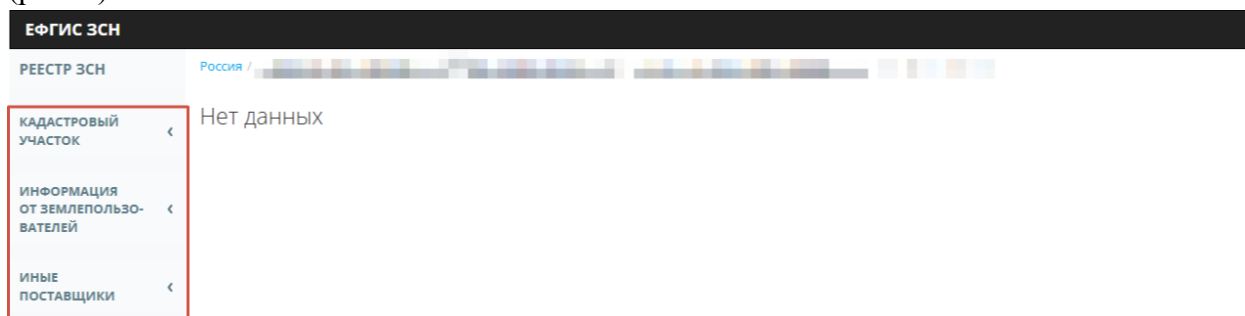 ЕФГИС ЗСН
РЕЕСТР ЗСН
Россия /
Нет данных
КАДАСТРОВЫЙ
УЧАСТОК
ИНФОРМАЦИЯ
ОТ ЗЕМЛЕПОЛЬЗО-
ВАТЕЛЕЙ
ИНЫЕ
ПОСТАВЩИКИ